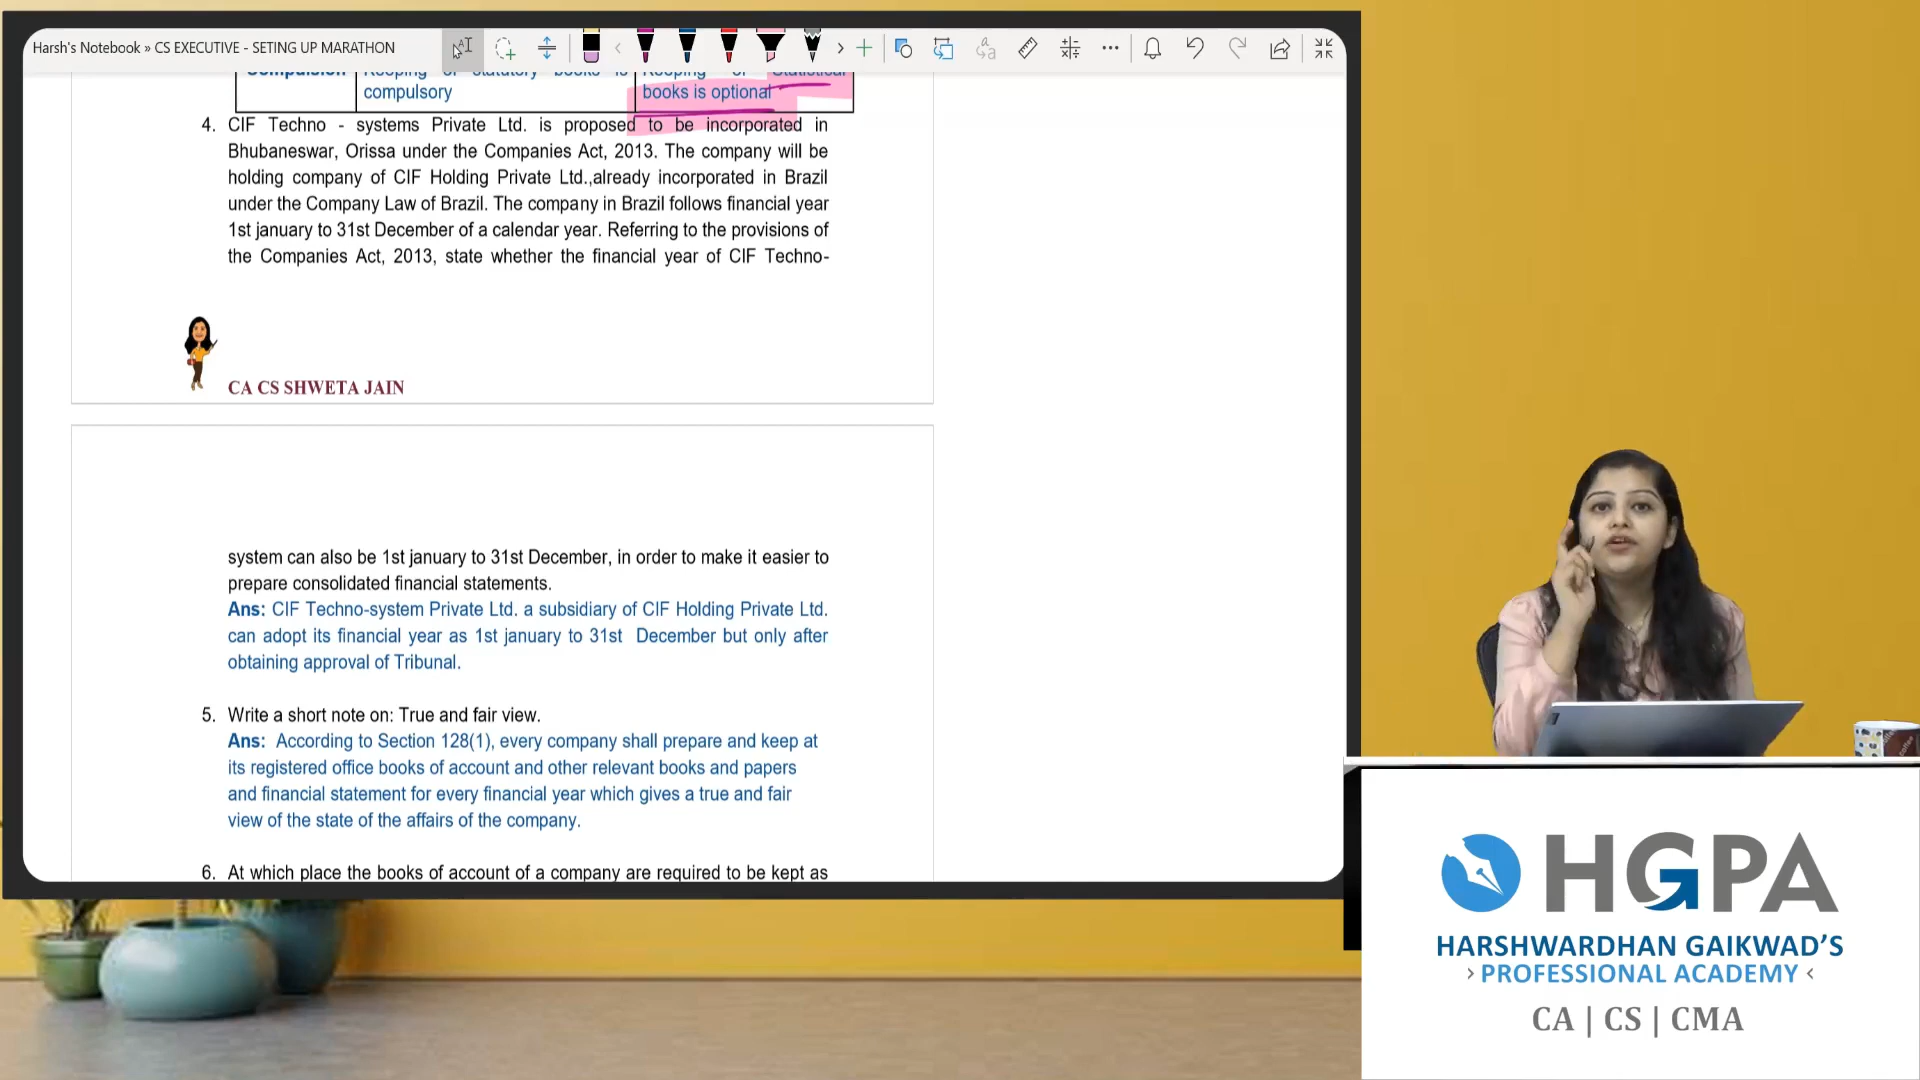 Harsh's Notebook » CS EXECUTIVE - SETING UP MARATHON
Compulsion
Keeping of statutory books is
compulsory
Keeping of Statistical
books is optional
4. CIF Techno - systems Private Ltd. is proposed to be incorporated in
Bhubaneswar, Orissa under the Companies Act, 2013. The company will be
holding company of CIF Holding Private Ltd.,already incorporated in Brazil
under the Company Law of Brazil. The company in Brazil follows financial year
1st january to 31st December of a calendar year. Referring to the provisions of
the Companies Act, 2013, state whether the financial year of CIF Techno-
CA CS SHWETA JAIN
system can also be 1st january to 31st December, in order to make it easier to
prepare consolidated financial statements.
Ans: CIF Techno-system Private Ltd. a subsidiary of CIF Holding Private Ltd.
can adopt its financial year as 1st january to 31st December but only after
obtaining approval of Tribunal.
5. Write a short note on: True and fair view.
Ans: According to Section 128(1), every company shall prepare and keep at
its registered office books of account and other relevant books and papers
and financial statement for every financial year which gives a true and fair
view of the state of the affairs of the company.
6. At which place the books of account of a company are required to be kept as
HGPA
HARSHWARDHAN GAIKWAD'S
› PROFESSIONAL ACADEMY ‹
CA | CS | CMA